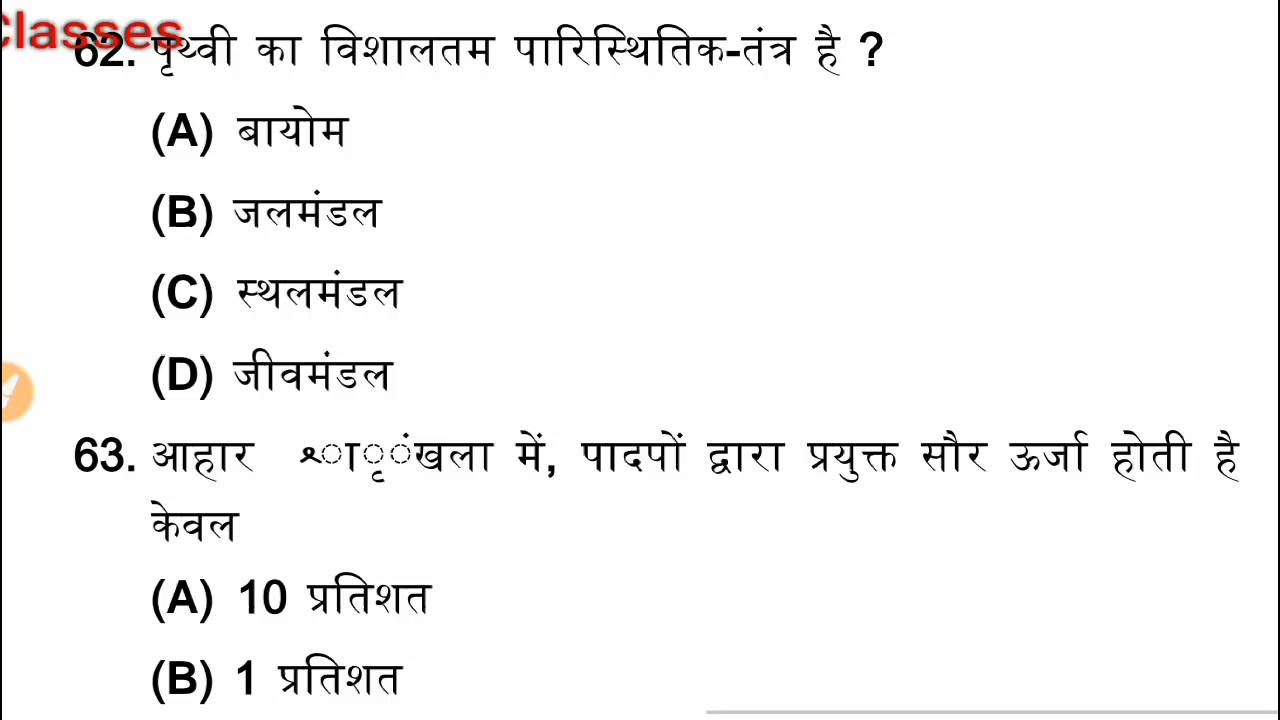 Classes
62. पृथ्वी का विशालतम पारिस्थितिक-तंत्र है ?
(A) बायोम
(B) जलमंडल
(C) स्थलमंडल
(D) जीवमंडल
63. आहार में, पादपों द्वारा प्रयुक्त सौर ऊर्जा होती है
केवल
(A) 10 प्रतिशत
(B) 1 प्रतिशत